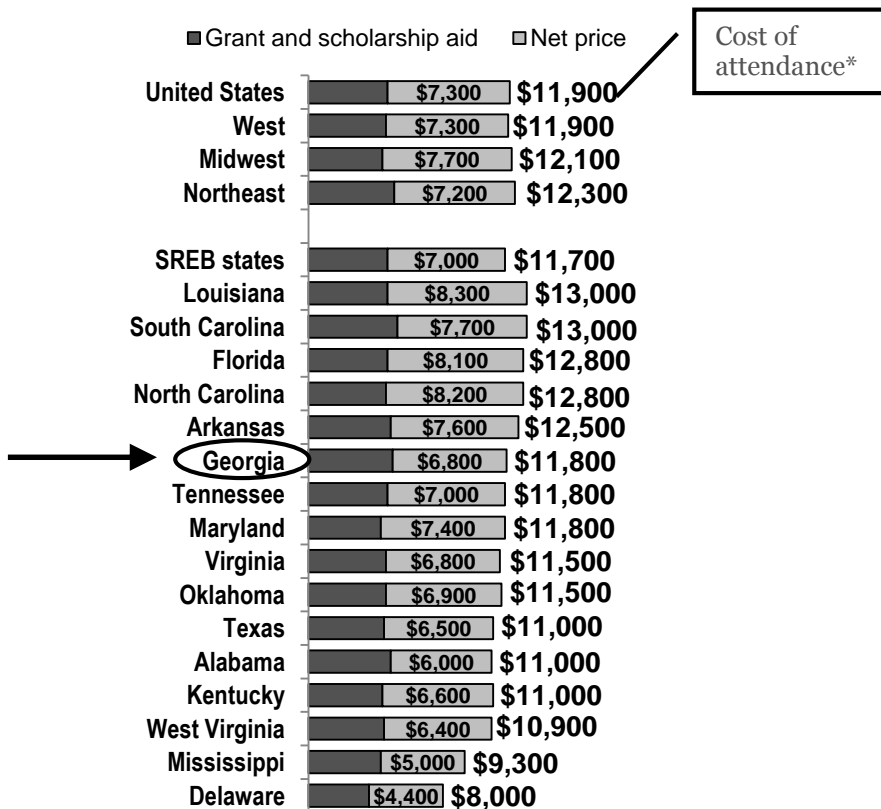 Grant and scholarship aid Net price
Cost of
attendance*
United States $7,300 $11,900
West $7,300 $11,900
Midwest $7,700 $12,100
Northeast $7,200 $12,300
SREB states $7,000 $11,700
Louisiana $8,300 $13,000
South Carolina $7,700 $13,000
Florida $8,100 $12,800
North Carolina $8,200 $12,800
Arkansas $7,600 $12,500
Georgia $6,800 $11,800
Tennessee $7,000 $11,800
Maryland $7,400 $11,800
Virginia $6,800 $11,500
Oklahoma $6,900 $11,500
Texas $6,500 $11,000
Alabama $6,000 $11,000
Kentucky $6,600 $11,000
West Virginia $6,400 $10,900
Mississippi $5,000 $9,300
Delaware $4,400 $8,000